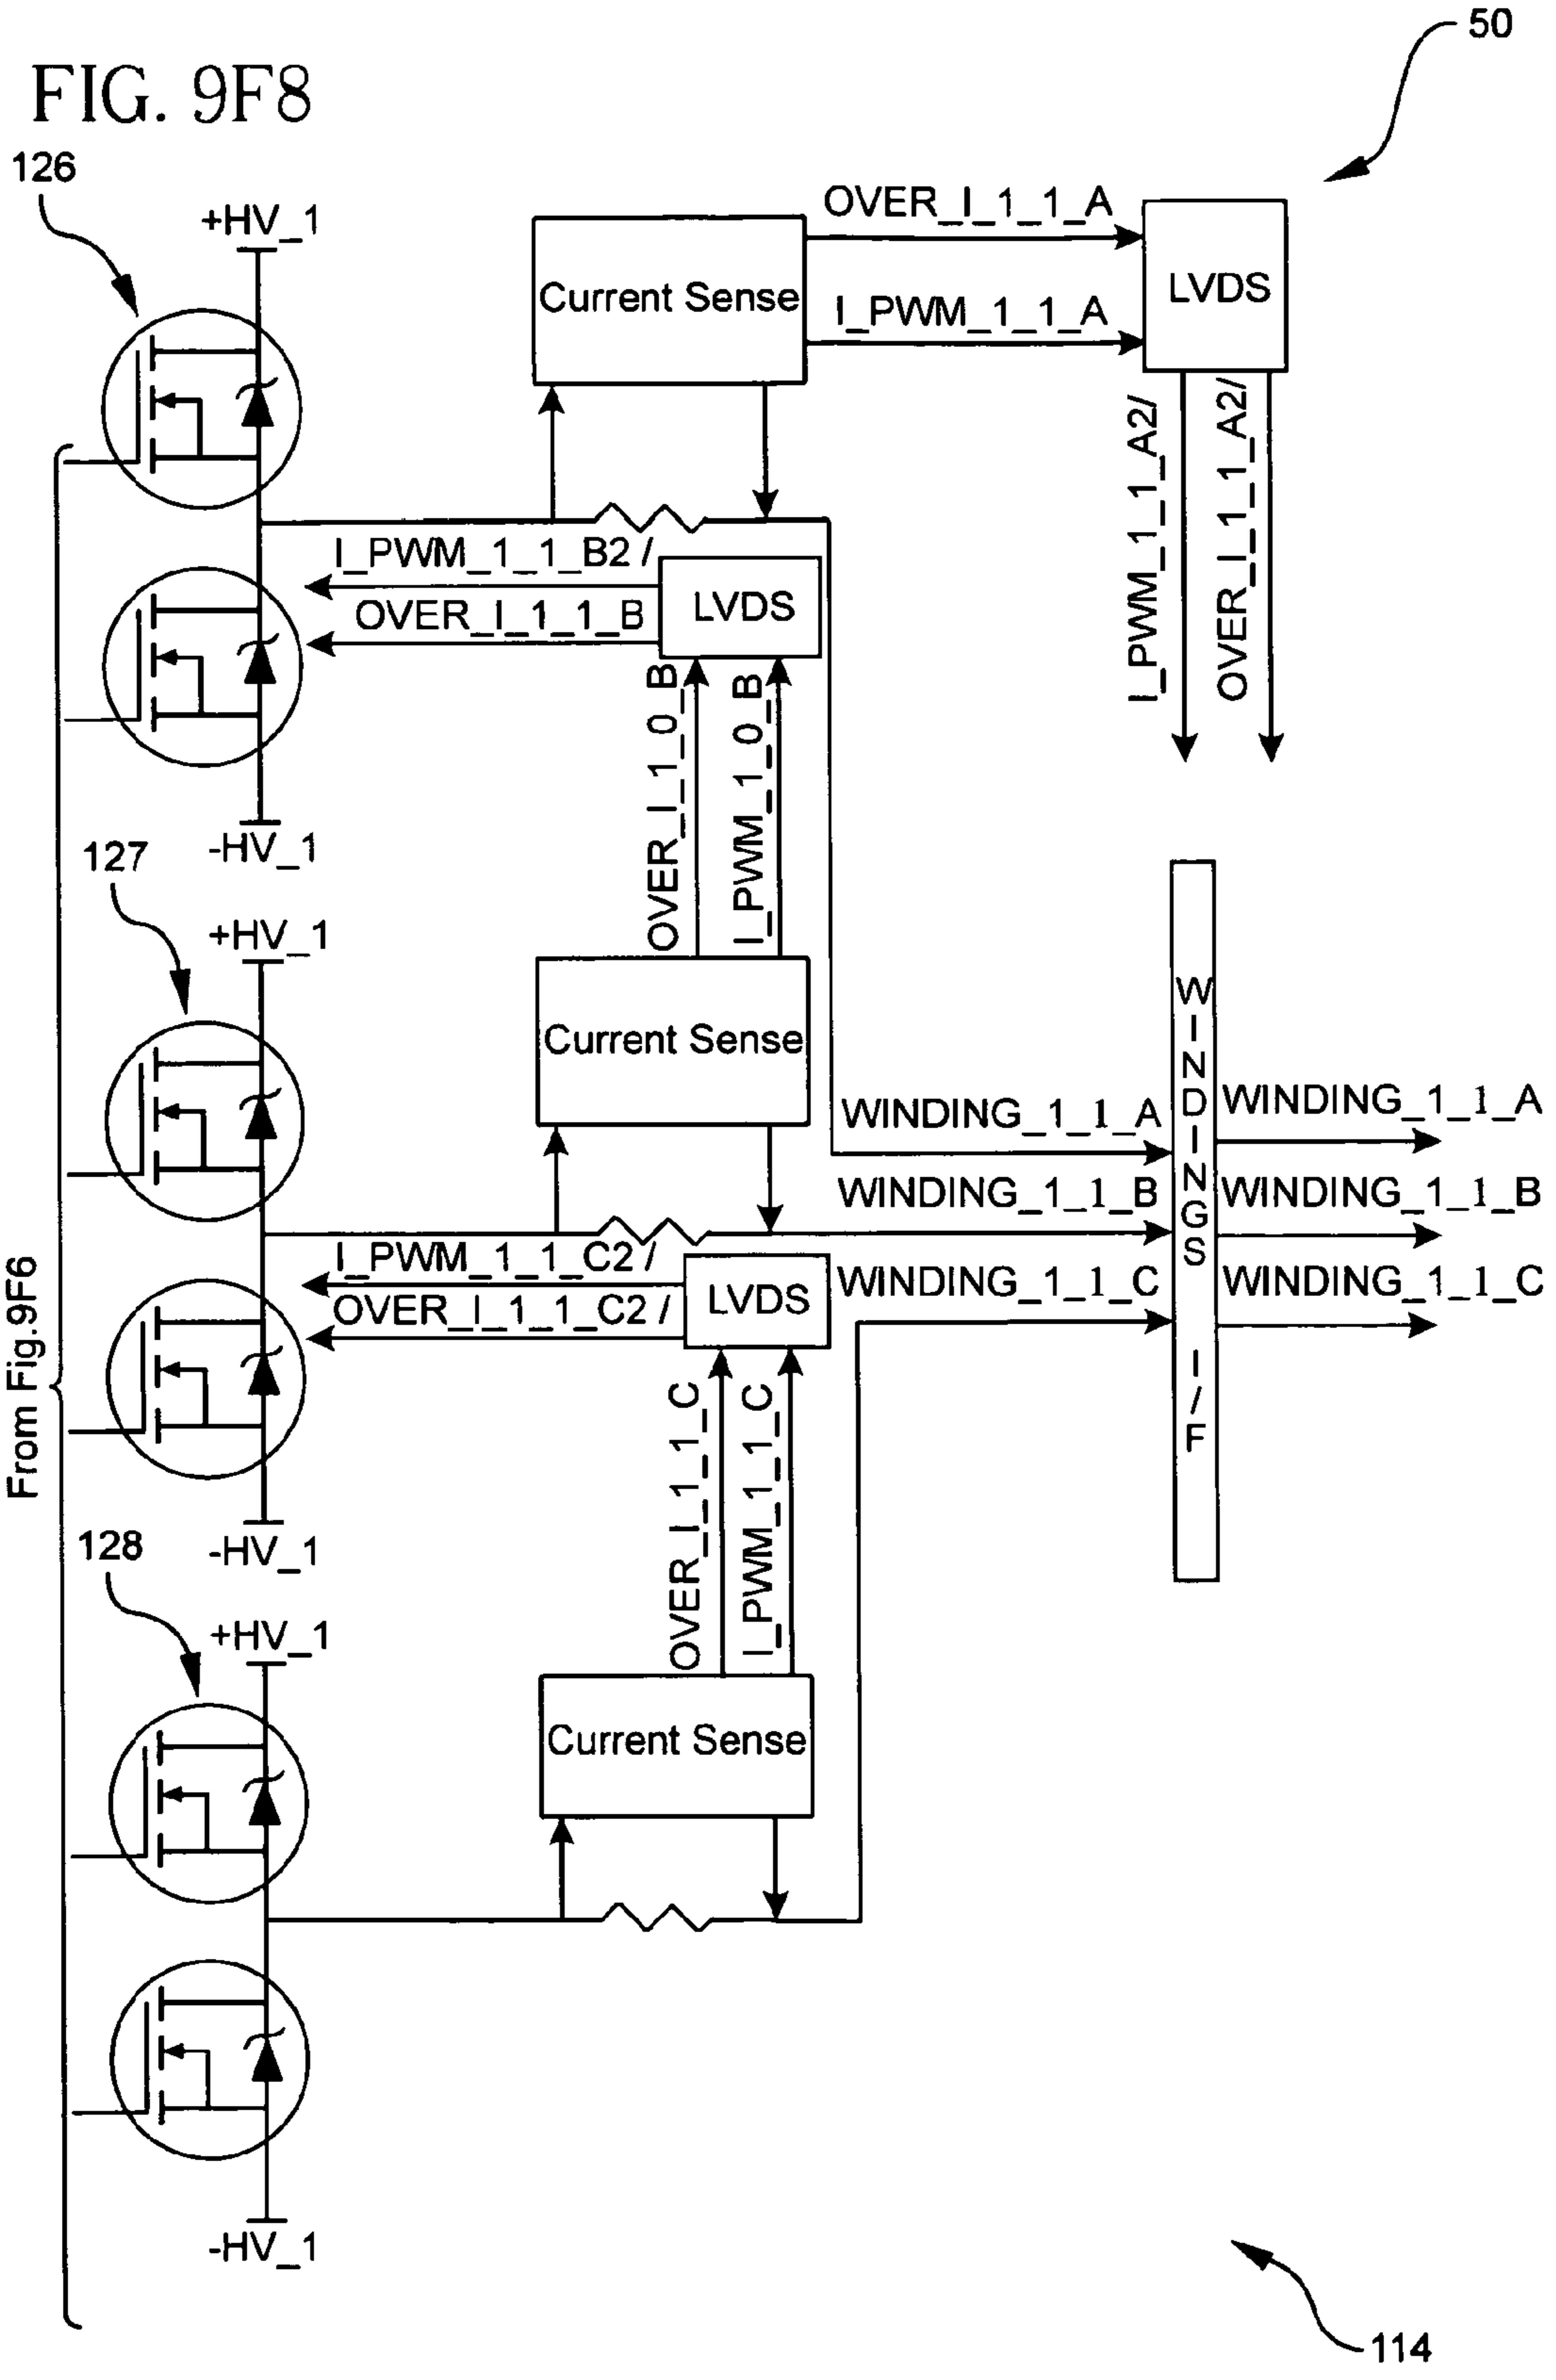 50
FIG. 9F8
126
+HV_1
OVER_I_1_1_A
Current Sense
I_PWM_1_1_A
LVDS
I_PWM_1_1_A2/
OVER_I_1_1_A2/
I_PWM_1_1_B2 /
OVER_I_1_1_B
LVDS
-HV_1
OVER_I_1_0_B
I_PWM_1_0_B
127
+HV_1
Current Sense
WINDINGS I/F
WINDING_1_1_A
WINDING_1_1_A
WINDING_1_1_B
WINDING_1_1_B
I_PWM_1_1_C2 /
OVER_I_1_1_C2 /
LVDS
WINDING_1_1_C
WINDING_1_1_C
From Fig.9F6
-HV_1
OVER_I_1_1_C
I_PWM_1_1_C
128
+HV_1
Current Sense
-HV_1
114